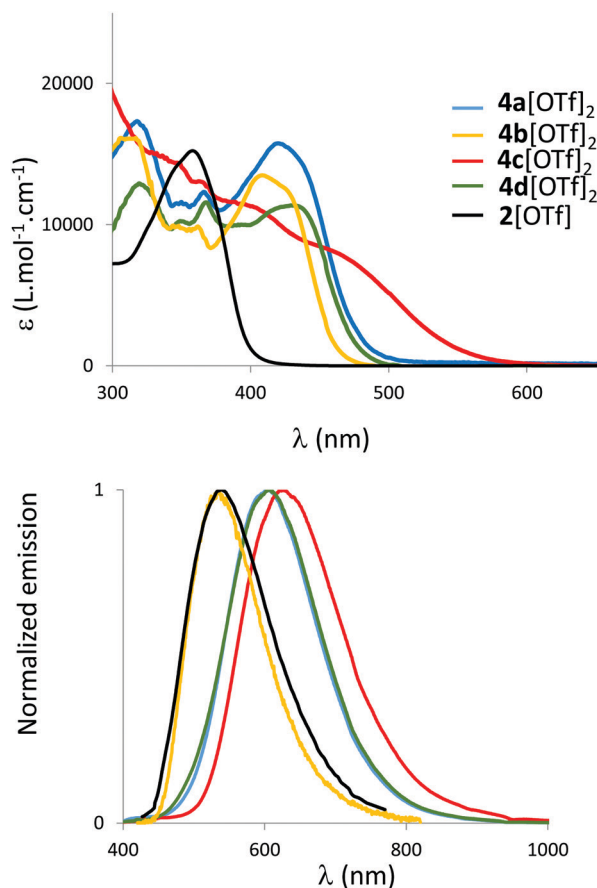 20000
10000
0
ε (L.mol⁻¹.cm⁻¹)
300 400 500 600
λ (nm)
4a[OTf]₂
4b[OTf]₂
4c[OTf]₂
4d[OTf]₂
2[OTf]
1
0
Normalized emission
400 600 800 1000
λ (nm)